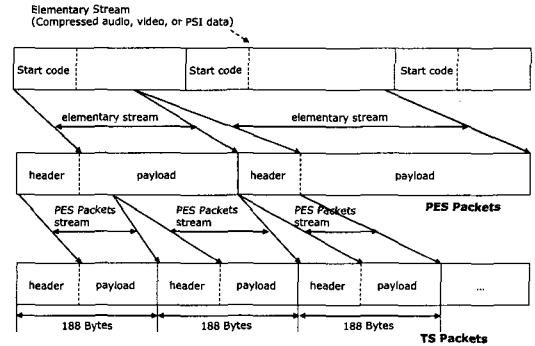 Elementary Stream
(Compressed audio, video, or PSI data)
Start code
Start code
Start code
elementary stream
elementary stream
header
payload
header
payload
PES Packets
PES Packets
stream
PES Packets
stream
PES Packets
stream
header
payload
header
payload
header
payload
...
188 Bytes
188 Bytes
188 Bytes
TS Packets